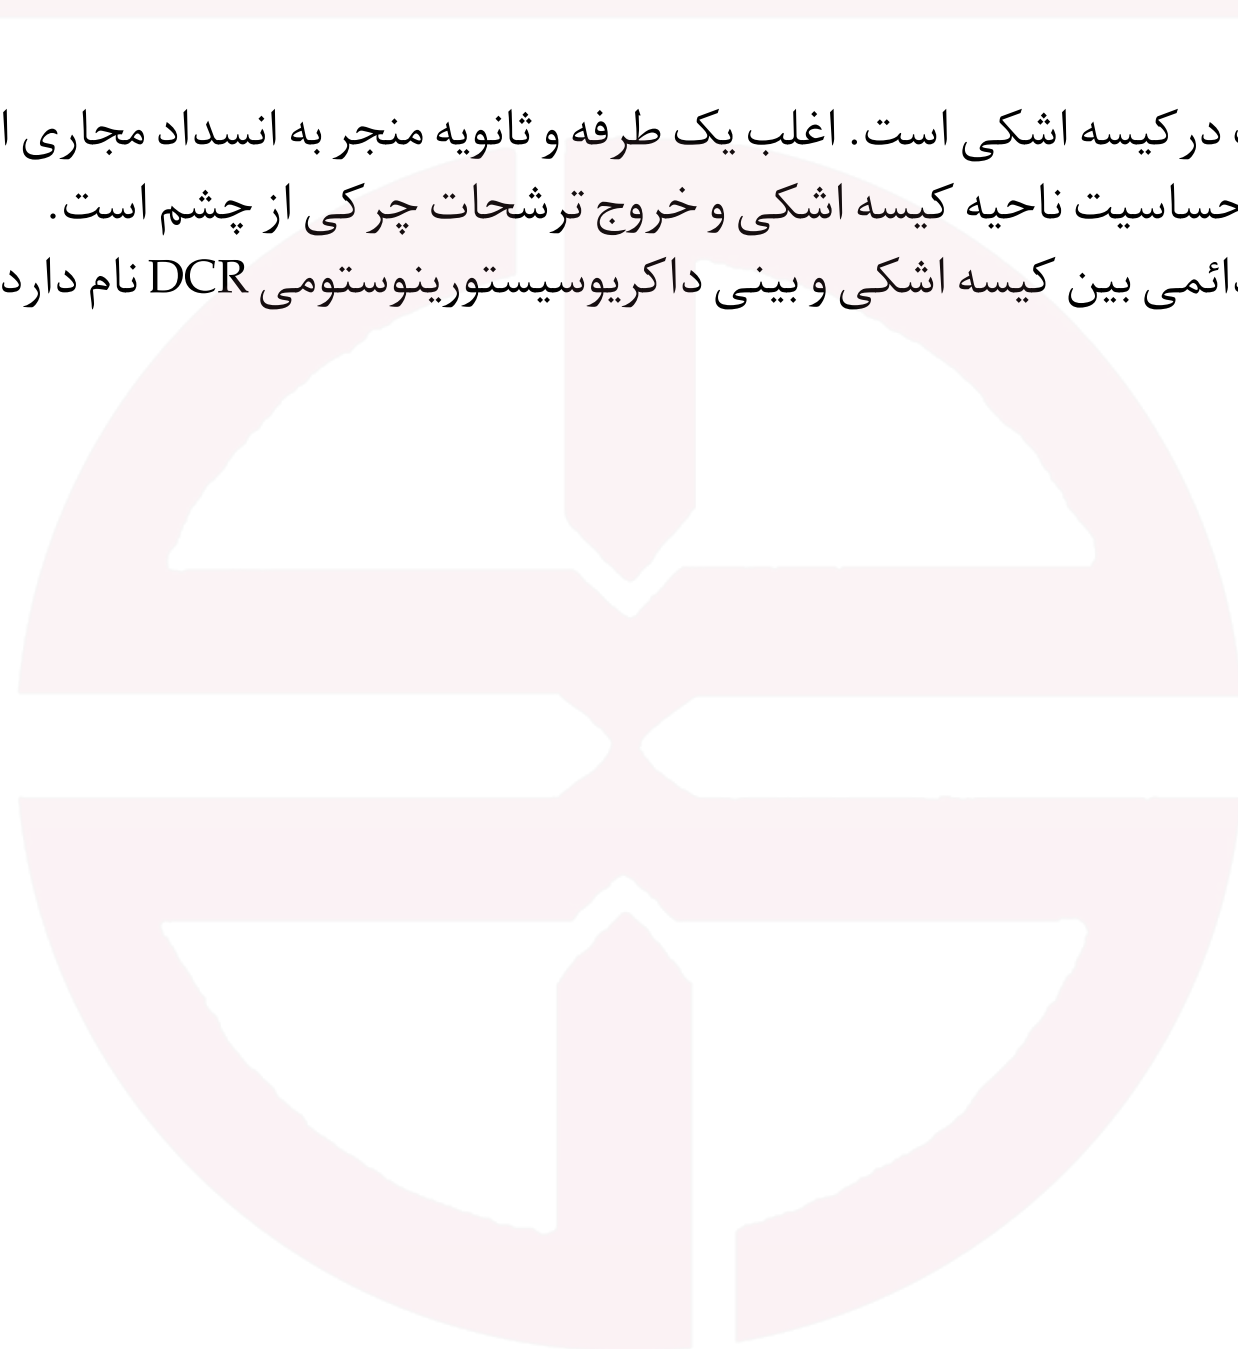 در کیسه اشکی است. اغلب یک طرفه و ثانویه منجر به انسداد مجاری
حساسیت ناحیه کیسه اشکی و خروج ترشحات چرکی از چشم است.
بین کیسه اشکی و بینی داکریوسیستورینوستومی DCR نام دارد